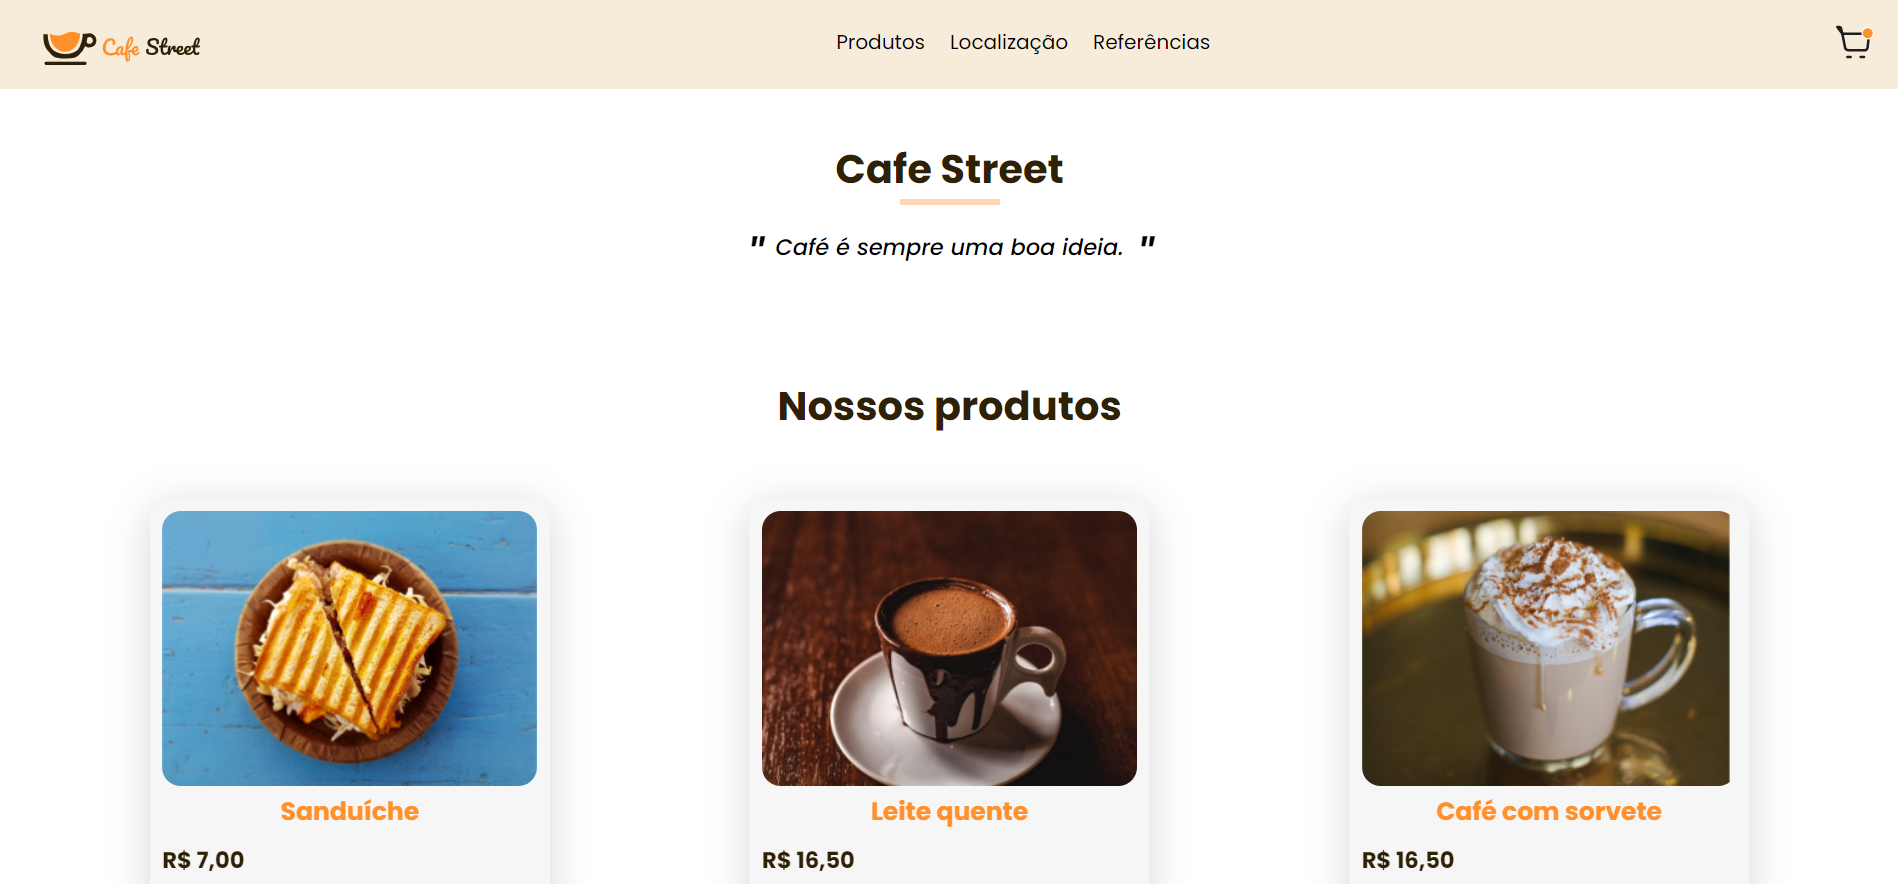 Cafe Street
Produtos Localização Referências
Cafe Street
" Café é sempre uma boa ideia. "
Nossos produtos
Sanduíche
Leite quente
Café com sorvete
R$ 7,00
R$ 16,50
R$ 16,50